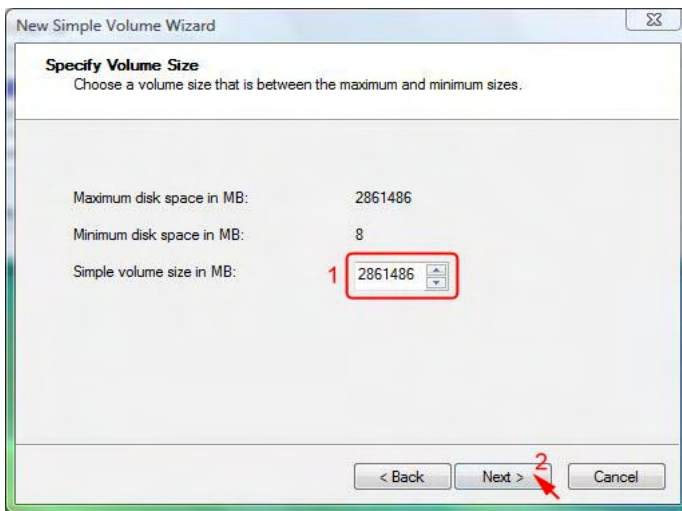 New Simple Volume Wizard
Specify Volume Size
Choose a volume size that is between the maximum and minimum sizes.
Maximum disk space in MB: 2861486
Minimum disk space in MB: 8
Simple volume size in MB: 1 2861486
2
< Back Next > Cancel